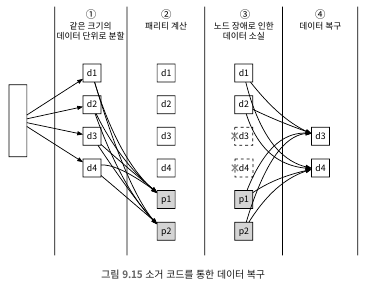 ①
같은 크기의
데이터 단위로 분할
②
패리티 계산
③
노드 장애로 인한
데이터 소실
④
데이터 복구
d1
d2
d3
d4
d1
d2
d3
d4
p1
p2
d1
d2
d3
d4
p1
p2
d3
d4
그림 9.15 소거 코드를 통한 데이터 복구